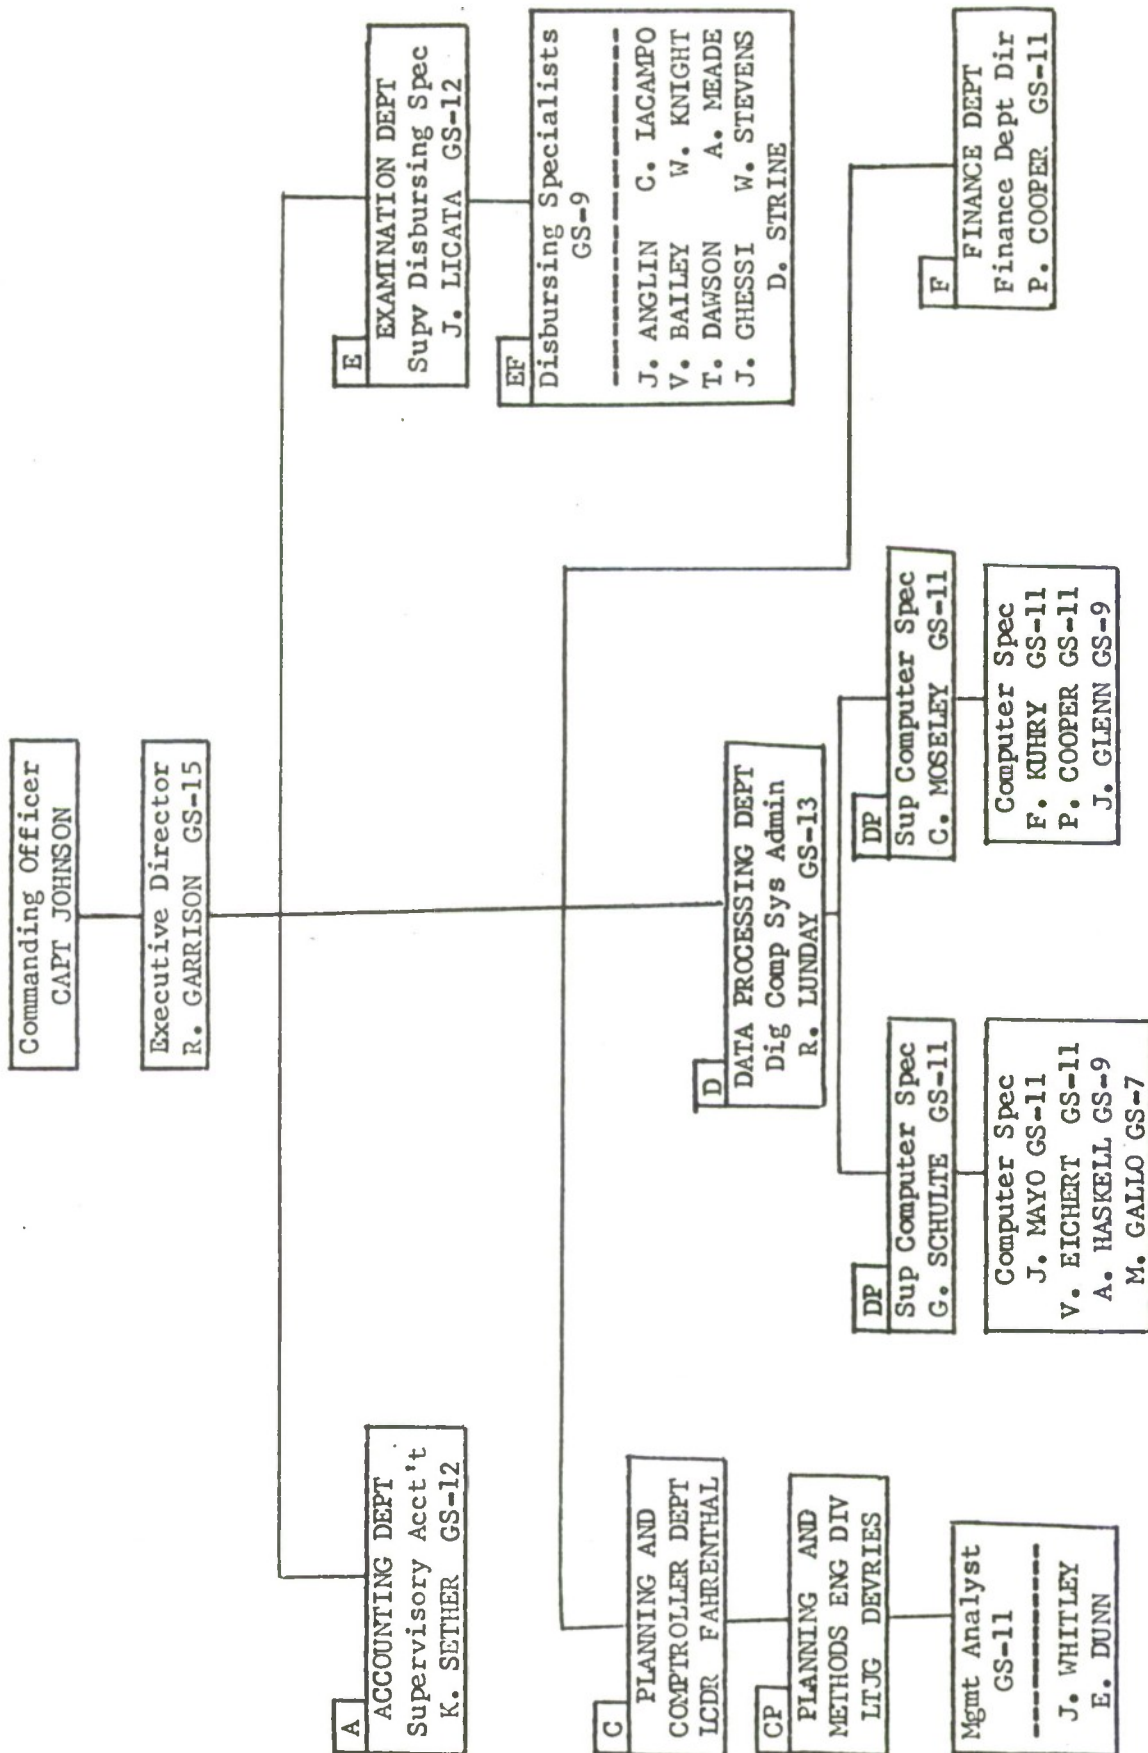 Commanding Officer
CAPT JOHNSON
Executive Director
R. GARRISON GS-15
A
ACCOUNTING DEPT
Supervisory Acct't
K. SETHER GS-12
E
EXAMINATION DEPT
Supv Disbursing Spec
J. LICATA GS-12
EF
Disbursing Specialists
GS-9
J. ANGLIN C. IACAMPO
V. BAILEY W. KNIGHT
T. DAWSON A. MEADE
J. GHESSI W. STEVENS
D. STRINE
C
PLANNING AND
COMPTROLLER DEPT
LCDR FAHRENTHAL
CP
PLANNING AND
METHODS ENG DIV
LTJG DEVRIES
Mgmt Analyst
GS-11
J. WHITLEY
E. DUNN
D
DATA PROCESSING DEPT
Dig Comp Sys Admin
R. LUNDAY GS-13
DP
Sup Computer Spec
G. SCHULTE GS-11
Computer Spec
J. MAYO GS-11
V. EICHERT GS-11
A. HASKELL GS-9
M. GALLO GS-7
DP
Sup Computer Spec
C. MOSELEY GS-11
Computer Spec
F. KUHRY GS-11
P. COOPER GS-11
J. GLENN GS-9
F
FINANCE DEPT
Finance Dept Dir
P. COOPER GS-11